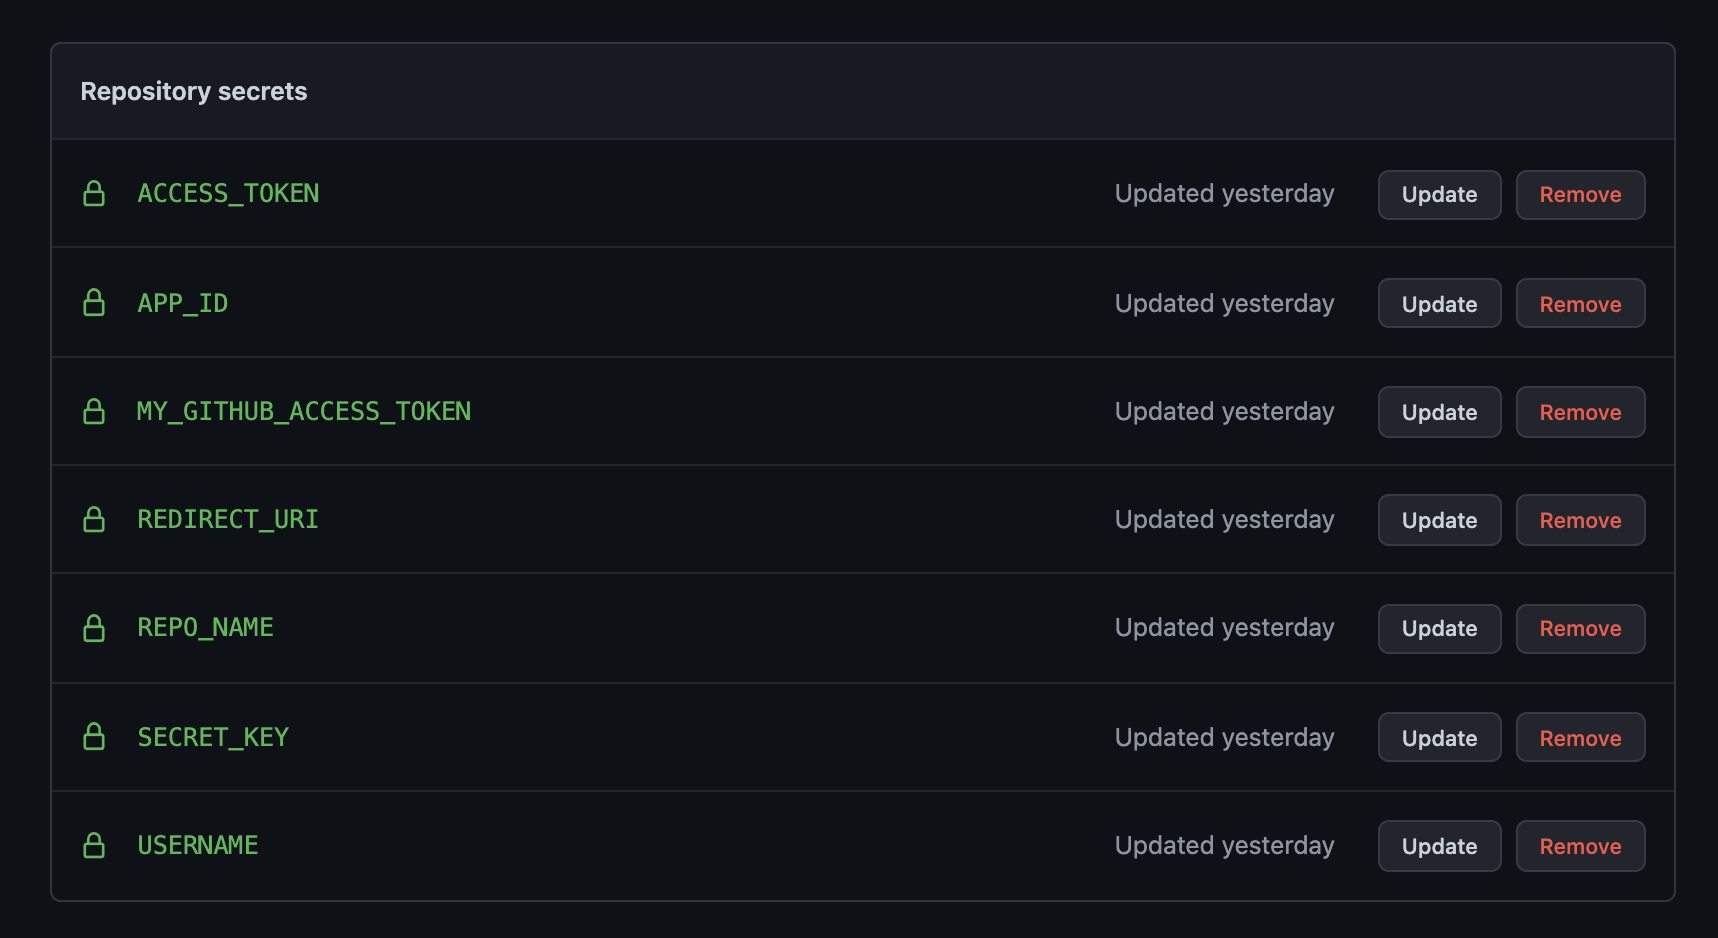 Repository secrets
ACCESS_TOKEN Updated yesterday Update Remove
APP_ID Updated yesterday Update Remove
MY_GITHUB_ACCESS_TOKEN Updated yesterday Update Remove
REDIRECT_URI Updated yesterday Update Remove
REPO_NAME Updated yesterday Update Remove
SECRET_KEY Updated yesterday Update Remove
USERNAME Updated yesterday Update Remove